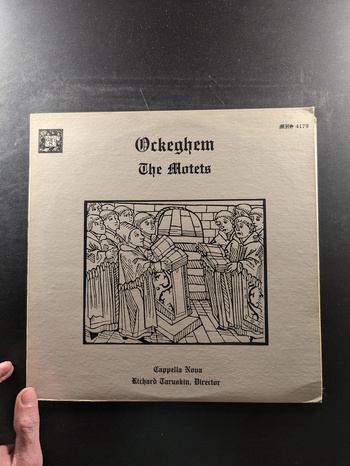 MHS 4179
Ockeghem
The Motets
Cappella Nova
Richard Taruskin, Director